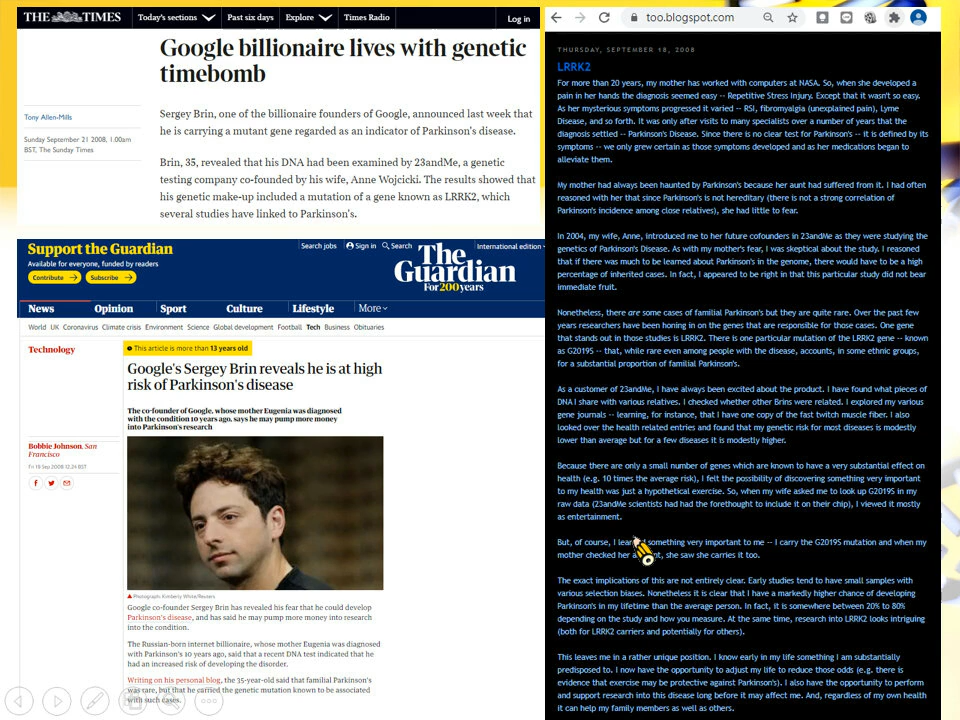 THE TIMES
Today's sections
Past six days
Explore
Times Radio
Log in
Google billionaire lives with genetic
timebomb
Tony Allen-Mills
Sunday September 21 2008, 1.00am
BST, The Sunday Times
Sergey Brin, one of the billionaire founders of Google, announced last week that
he is carrying a mutant gene regarded as an indicator of Parkinson's disease.
Brin, 35, revealed that his DNA had been examined by 23andMe, a genetic
testing company co-founded by his wife, Anne Wojcicki. The results showed that
his genetic make-up included a mutation of a gene known as LRRK2, which
several studies have linked to Parkinson's.
Support the Guardian
Available for everyone, funded by readers
Contribute
Subscribe
Search jobs
Sign in
Search
International edition
The
Guardian
For 200 years
News
Opinion
Sport
Culture
Lifestyle
More
World UK Coronavirus Climate crisis Environment Science Global development Football Tech Business Obituaries
Technology
This article is more than 13 years old
Google's Sergey Brin reveals he is at high
risk of Parkinson's disease
The co-founder of Google, whose mother Eugenia was diagnosed
with the condition 10 years ago, says he may pump more money
into Parkinson's research
Bobbie Johnson, San
Francisco
Fri 19 Sep 2008 12.24 BST
Photograph: Kimberly White/Reuters
Google co-founder Sergey Brin has revealed his fear that he could develop
Parkinson's disease, and has said he may pump more money into research
into the condition.
The Russian-born internet billionaire, whose mother Eugenia was diagnosed
with Parkinson's 10 years ago, said that a recent DNA test indicated that he
had an increased risk of developing the disorder.
Writing on his personal blog, the 35-year-old said that familial Parkinson's
was rare, but that he carried the genetic mutation known to be associated
with such cases.
too.blogspot.com
THURSDAY, SEPTEMBER 18, 2008
LRRK2
For more than 20 years, my mother has worked with computers at NASA. So, when she developed a
pain in her hands the diagnosis seemed easy -- Repetitive Stress Injury. Except that it wasn't so easy.
As her mysterious symptoms progressed it varied -- RSI, fibromyalgia (unexplained pain), Lyme
Disease, and so forth. It was only after visits to many specialists over a number of years that the
diagnosis settled -- Parkinson's Disease. Since there is no clear test for Parkinson's -- it is defined by its
symptoms -- we only grew certain as those symptoms developed and as her medications began to
alleviate them.
My mother had always been haunted by Parkinson's because her aunt had suffered from it. I had often
reasoned with her that since Parkinson's is not hereditary (there is not a strong correlation of
Parkinson's incidence among close relatives), she had little to fear.
In 2004, my wife, Anne, introduced me to her future cofounders in 23andMe as they were studying the
genetics of Parkinson's Disease. As with my mother's fear, I was skeptical about the study. I reasoned
that if there was much to be learned about Parkinson's in the genome, there would have to be a high
percentage of inherited cases. In fact, I appeared to be right in that this particular study did not bear
immediate fruit.
Nonetheless, there are some cases of familial Parkinson's but they are quite rare. Over the past few
years researchers have been honing in on the genes that are responsible for those cases. One gene
that stands out in those studies is LRRK2. There is one particular mutation of the LRRK2 gene -- known
as G2019S -- that, while rare even among people with the disease, accounts, in some ethnic groups,
for a substantial proportion of familial Parkinson's.
As a customer of 23andMe, I have always been excited about the product. I have found what pieces of
DNA I share with various relatives. I checked whether other Brins were related. I explored my various
gene journals -- learning, for instance, that I have one copy of the fast twitch muscle fiber. I also
looked over the health related entries and found that my genetic risk for most diseases is modestly
lower than average but for a few diseases it is modestly higher.
Because there are only a small number of genes which are known to have a very substantial effect on
health (e.g. 10 times the average risk), I felt the possibility of discovering something very important
to my health was just a hypothetical exercise. So, when my wife asked me to look up G2019S in my
raw data (23andMe scientists had had the forethought to include it on their chip), I viewed it mostly
as entertainment.
But, of course, I learned something very important to me -- I carry the G2019S mutation and when my
mother checked her account, she saw she carries it too.
The exact implications of this are not entirely clear. Early studies tend to have small samples with
various selection biases. Nonetheless it is clear that I have a markedly higher chance of developing
Parkinson's in my lifetime than the average person. In fact, it is somewhere between 20% to 80%
depending on the study and how you measure. At the same time, research into LRRK2 looks intriguing
(both for LRRK2 carriers and potentially for others).
This leaves me in a rather unique position. I know early in my life something I am substantially
predisposed to. I now have the opportunity to adjust my life to reduce those odds (e.g. there is
evidence that exercise may be protective against Parkinson's). I also have the opportunity to perform
and support research into this disease long before it may affect me. And, regardless of my own health
it can help my family members as well as others.